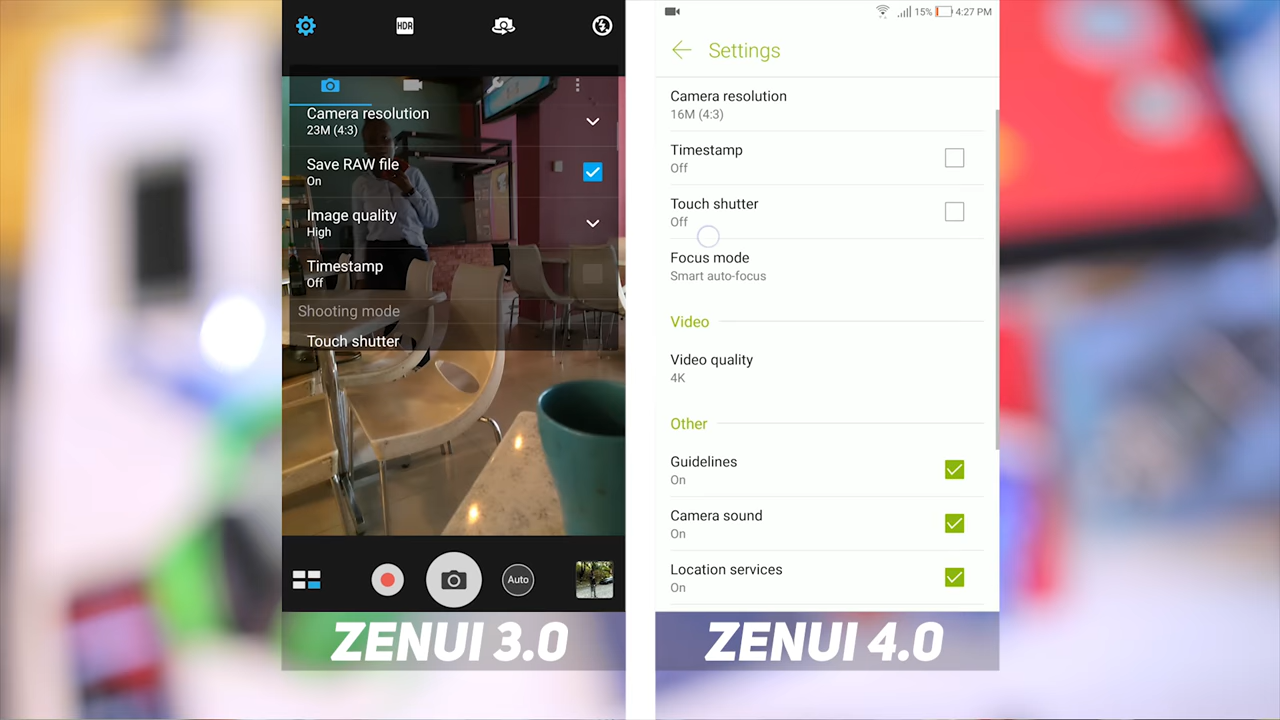 HDR
Camera resolution
23M (4:3)
Save RAW file
On
Image quality
High
Timestamp
Off
Shooting mode
Touch shutter
Auto
ZENUI 3.0
15% 4:27 PM
Settings
Camera resolution
16M (4:3)
Timestamp
Off
Touch shutter
Off
Focus mode
Smart auto-focus
Video
Video quality
4K
Other
Guidelines
On
Camera sound
On
Location services
On
ZENUI 4.0